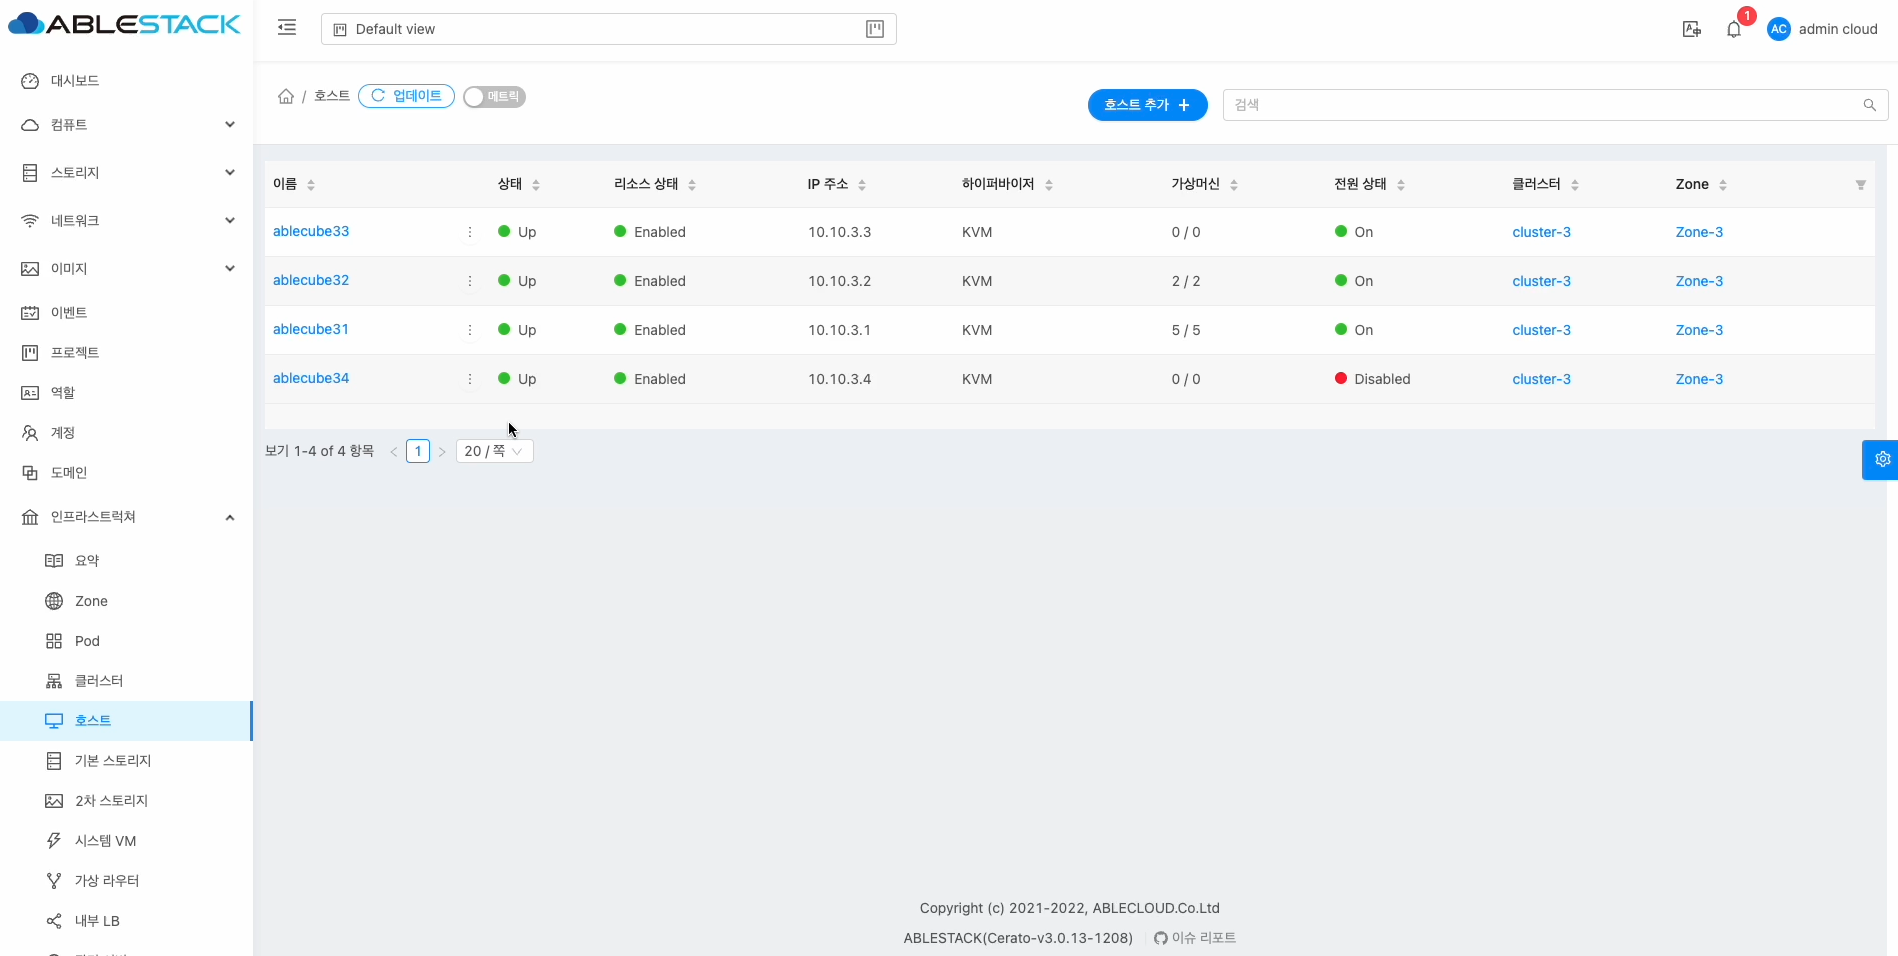 ABLESTACK
Default view
1
AC admin cloud
대시보드
컴퓨트
스토리지
네트워크
이미지
이벤트
프로젝트
역할
계정
도메인
인프라스트럭쳐
요약
Zone
Pod
클러스터
호스트
기본 스토리지
2차 스토리지
시스템 VM
가상 라우터
내부 LB
/ 호스트 업데이트 메트릭
호스트 추가 +
검색
이름 상태 리소스 상태 IP 주소 하이퍼바이저 가상머신 전원 상태 클러스터 Zone
ablecube33 Up Enabled 10.10.3.3 KVM 0 / 0 On cluster-3 Zone-3
ablecube32 Up Enabled 10.10.3.2 KVM 2 / 2 On cluster-3 Zone-3
ablecube31 Up Enabled 10.10.3.1 KVM 5 / 5 On cluster-3 Zone-3
ablecube34 Up Enabled 10.10.3.4 KVM 0 / 0 Disabled cluster-3 Zone-3
보기 1-4 of 4 항목 < 1 > 20 / 쪽
Copyright (c) 2021-2022, ABLECLOUD.Co.Ltd
ABLESTACK(Cerato-v3.0.13-1208) 이슈 리포트